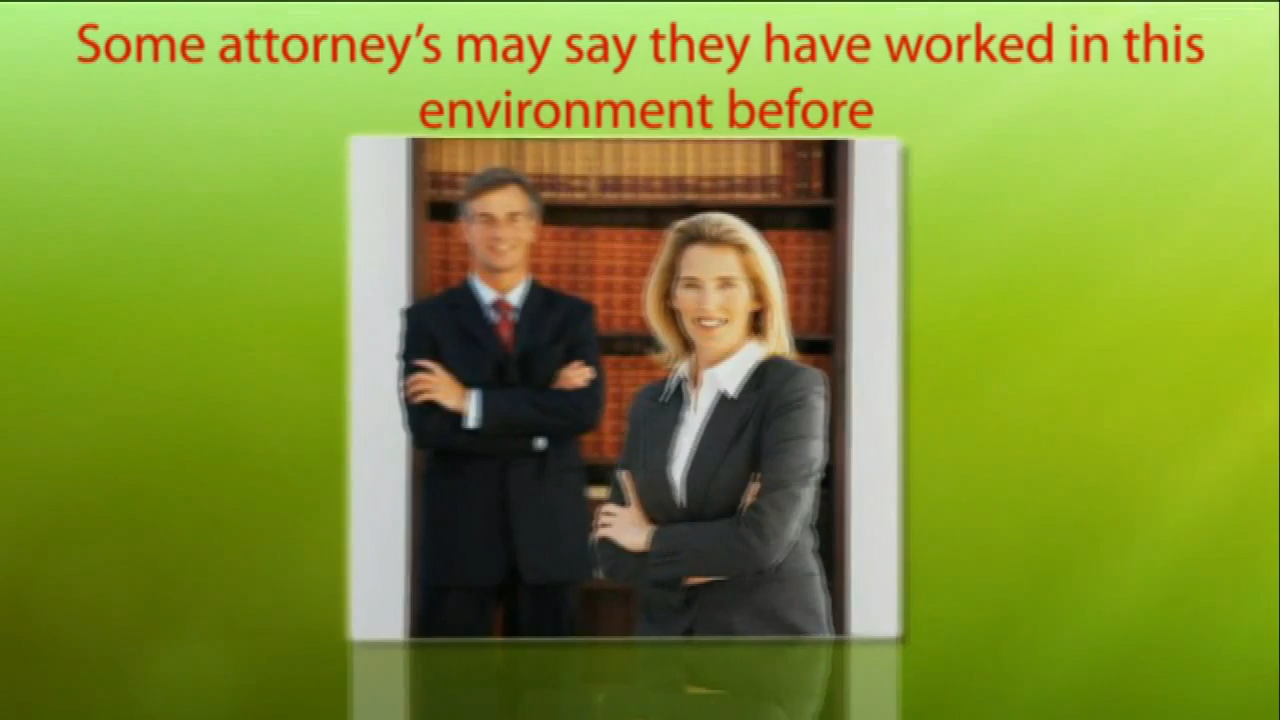 Some attorney’s may say they have worked in this
environment before